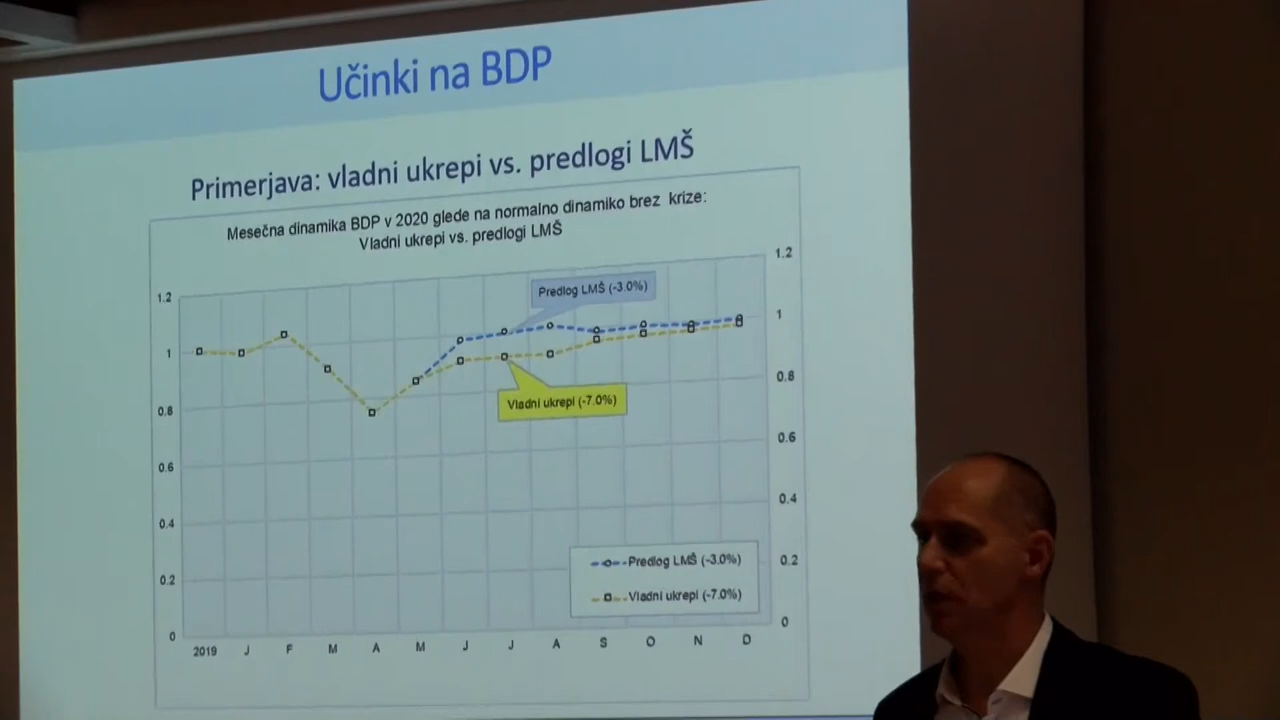 Učinki na BDP
Primerjava: vladni ukrepi vs. predlogi LMŠ
Mesečna dinamika BDP v 2020 glede na normalno dinamiko brez krize:
Vladni ukrepi vs. predlogi LMŠ
1.2
1
0.8
0.6
0.4
0.2
0
1.2
1
0.8
0.6
0.4
0.2
0
Predlog LMŠ (-3.0%)
Vladni ukrepi (-7.0%)
Predlog LMŠ (-3.0%)
Vladni ukrepi (-7.0%)
2019 J F M A M J J A S O N D